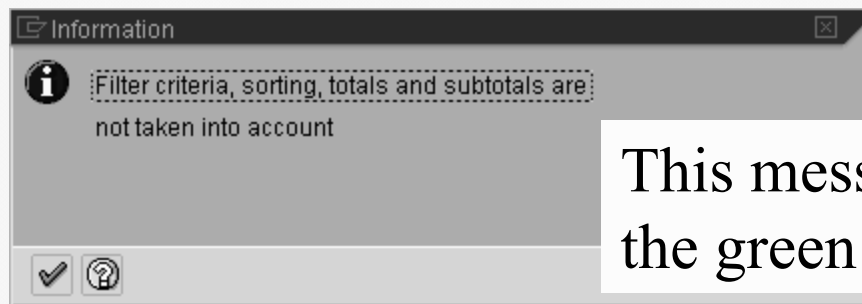 Information
Filter criteria, sorting, totals and subtotals are
not taken into account
This mess
the green